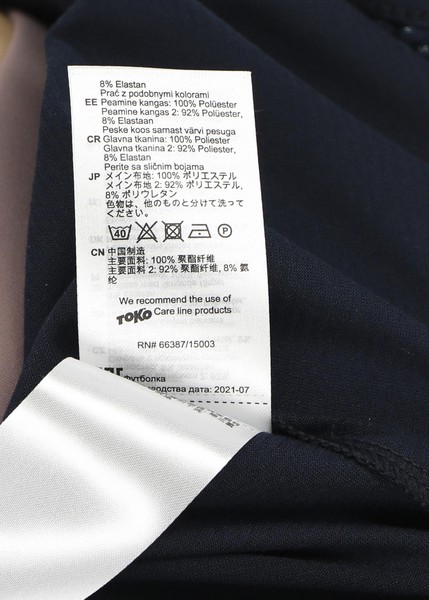 8% Elastan
Prać z podobnymi kolorami
EE Peamine kangas: 100% Polüester
Peamine kangas 2: 92% Polüester,
8% Elastaan
Peske koos samast värvi pesuga
CR Glavna tkanina: 100% Poliester
Glavna tkanina 2: 92% Poliester,
8% Elastan
Perite sa sličnim bojama
JP メイン布地: 100% ポリエステル
メイン布地 2: 92% ポリエステル,
8% ポリウレタン
色物は、他のものと分けて洗って
ください。
40 P
CN 中国制造
主要面料: 100% 聚酯纤维
主要面料 2: 92% 聚酯纤维, 8% 氨
纶
We recommend the use of
TOKO Care line products
RN# 66387/15003
футболка
дата: 2021-07